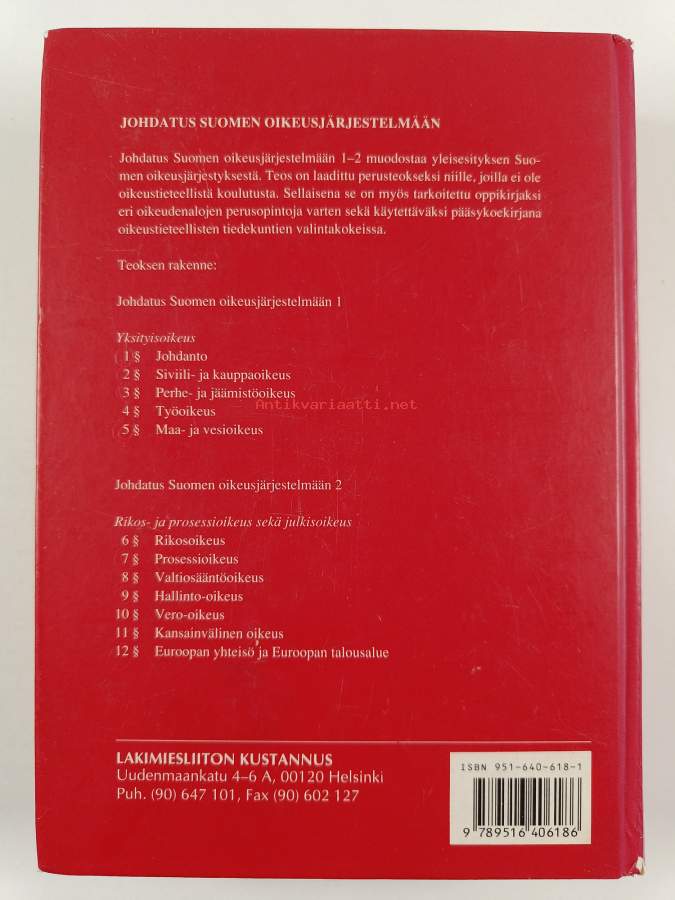 JOHDATUS SUOMEN OIKEUSJÄRJESTELMÄÄN
Johdatus Suomen oikeusjärjestelmään 1–2 muodostaa yleisesityksen Suo-
men oikeusjärjestyksestä. Teos on laadittu perusteokseksi niille, joilla ei ole
oikeustieteellistä koulutusta. Sellaisena se on myös tarkoitettu oppikirjaksi
eri oikeudenalojen perusopintoja varten sekä käytettäväksi pääsykoekirjana
oikeustieteellisten tiedekuntien valintakokeissa.
Teoksen rakenne:
Johdatus Suomen oikeusjärjestelmään 1
Yksityisoikeus
1 § Johdanto
2 § Siviili- ja kauppaoikeus
3 § Perhe- ja jäämistöoikeus
Antikvariaatti.net
4 § Työoikeus
5 § Maa- ja vesioikeus
Johdatus Suomen oikeusjärjestelmään 2
Rikos- ja prosessioikeus sekä julkisoikeus
6 § Rikosoikeus
7 § Prosessioikeus
8 § Valtiosääntöoikeus
9 § Hallinto-oikeus
10 § Vero-oikeus
11 § Kansainvälinen oikeus
12 § Euroopan yhteisö ja Euroopan talousalue
LAKIMIESLIITON KUSTANNUS
Uudenmaankatu 4–6 A, 00120 Helsinki
Puh. (90) 647 101, Fax (90) 602 127
ISBN 951-640-618-1
9 789516 406186